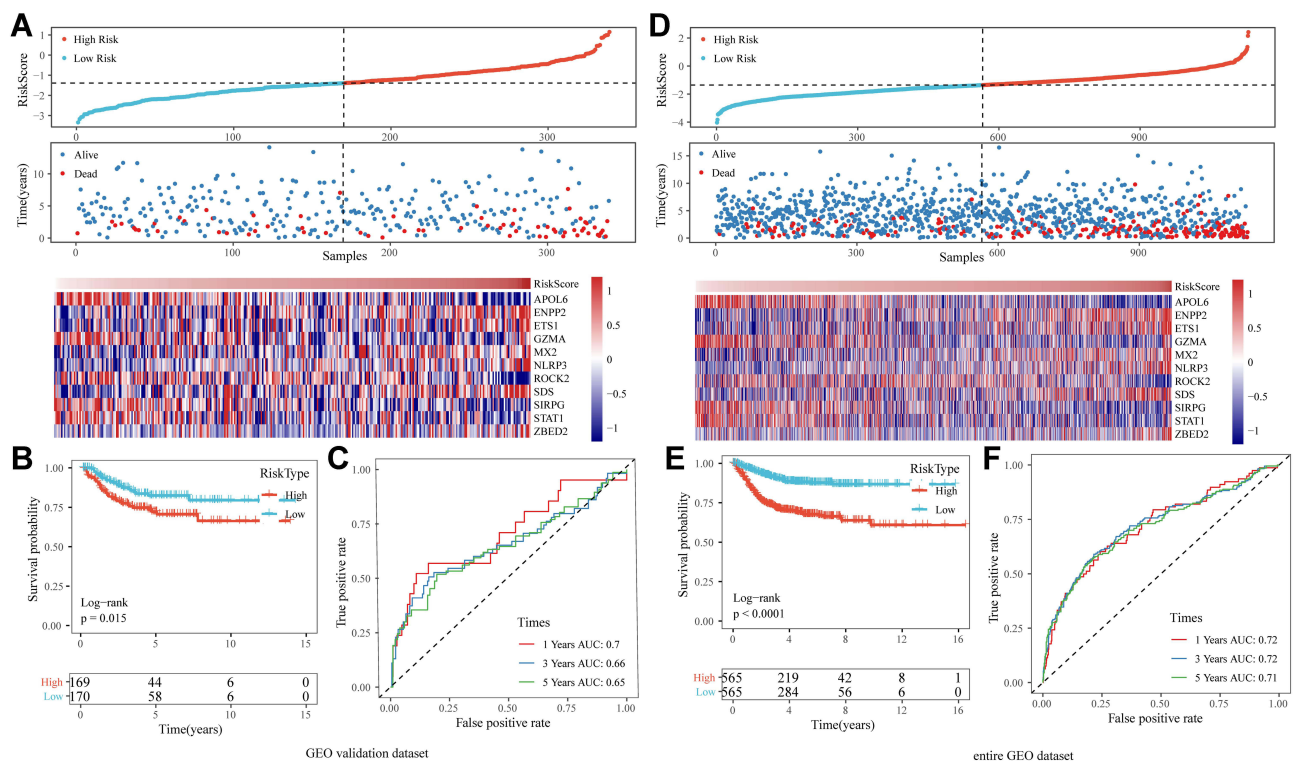 A
High Risk
Low Risk
RiskScore
1
0
−1
−2
−3
0 100 200 300
Alive
Dead
Time(years)
10
5
0
0 100 200 300
Samples
RiskScore
APOL6
ENPP2
ETS1
GZMA
MX2
NLRP3
ROCK2
SDS
SIRPG
STAT1
ZBED2
1
0.5
0
−0.5
−1
D
High Risk
Low Risk
RiskScore
2
0
−2
−4
0 300 600 900
Alive
Dead
Time(years)
15
10
5
0
0 300 600 900
Samples
RiskScore
APOL6
ENPP2
ETS1
GZMA
MX2
NLRP3
ROCK2
SDS
SIRPG
STAT1
ZBED2
1
0.5
0
−0.5
−1
B
RiskType
High
Low
Survival probability
1.00
0.75
0.50
0.25
0.00
Log−rank
p = 0.015
0 5 10 15
High 169 44 6 0
Low 170 58 6 0
0 5 10 15
Time(years)
C
True positive rate
1.00
0.75
0.50
0.25
0.00
Times
1 Years AUC: 0.7
3 Years AUC: 0.66
5 Years AUC: 0.65
0.00 0.25 0.50 0.75 1.00
False positive rate
GEO validation dataset
E
RiskType
High
Low
Survival probability
1.00
0.75
0.50
0.25
0.00
Log−rank
p < 0.0001
0 4 8 12 16
High 565 219 42 8 1
Low 565 284 56 6 0
0 4 8 12 16
Time(years)
F
True positive rate
1.00
0.75
0.50
0.25
0.00
Times
1 Years AUC: 0.72
3 Years AUC: 0.72
5 Years AUC: 0.71
0.00 0.25 0.50 0.75 1.00
False positive rate
entire GEO dataset